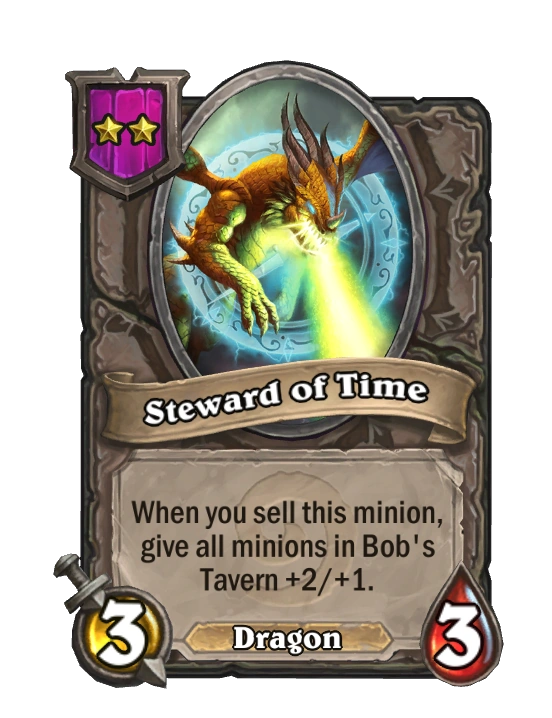 Steward of Time
When you sell this minion,
give all minions in Bob's
Tavern +2/+1.
3
Dragon
3